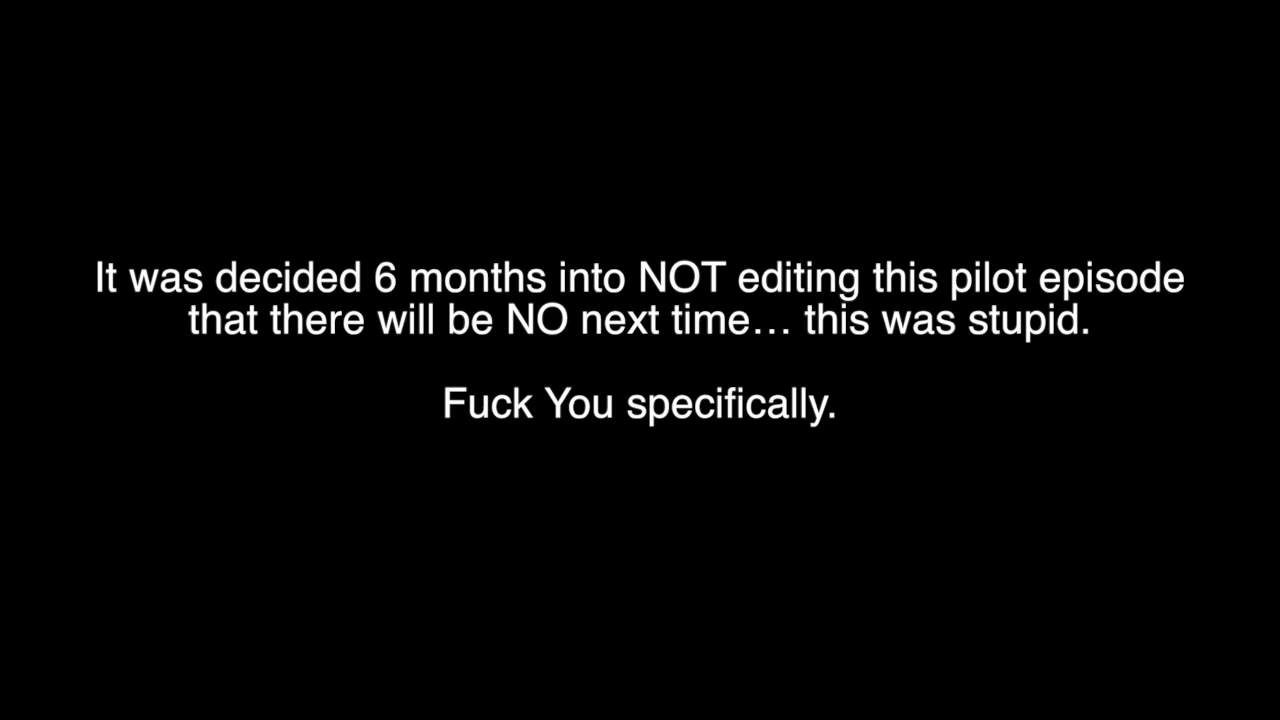 It was decided 6 months into NOT editing this pilot episode
that there will be NO next time… this was stupid.
Fuck You specifically.